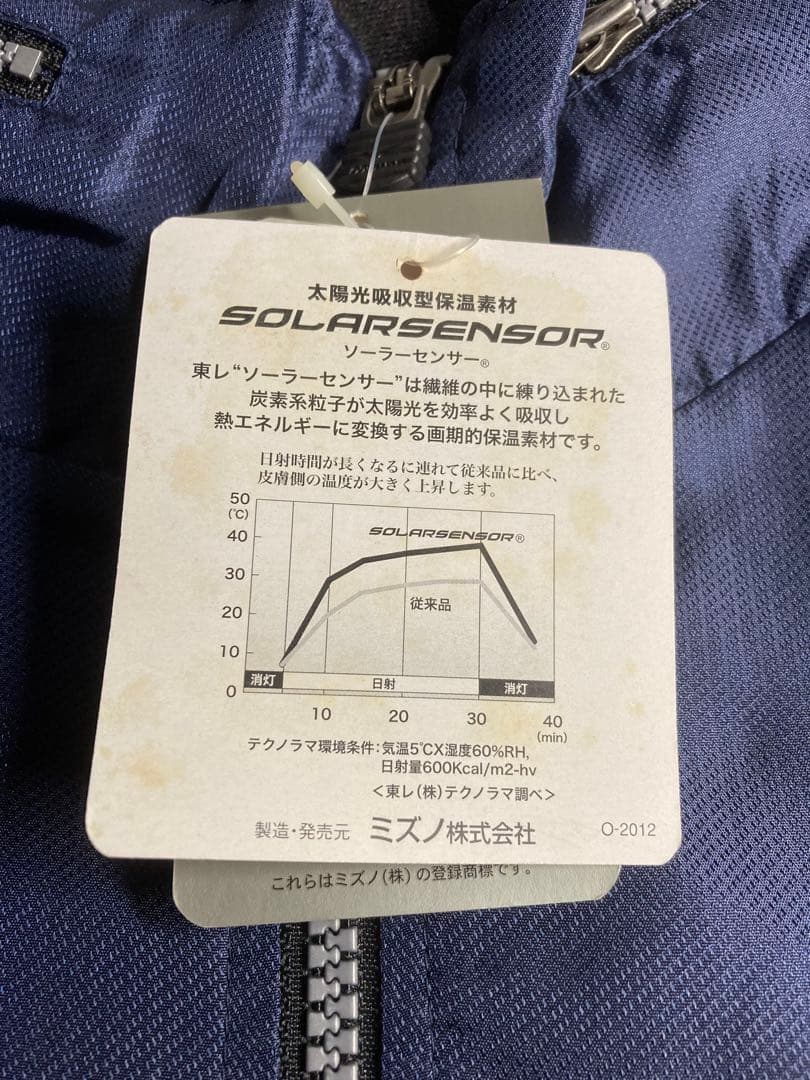 太陽光吸収型保温素材
SOLARSENSOR®
ソーラーセンサー®
東レ“ソーラーセンサー”は繊維の中に練り込まれた
炭素系粒子が太陽光を効率よく吸収し
熱エネルギーに変換する画期的保温素材です。
日射時間が長くなるに連れて従来品に比べ、
皮膚側の温度が大きく上昇します。
50
(℃)
SOLARSENSOR®
40
30
従来品
20
10
消灯 日射 消灯
0
10 20 30 40
(min)
テクノラマ環境条件:気温5℃X湿度60%RH,
日射量600Kcal/m2-hv
<東レ(株)テクノラマ調べ>
製造・発売元 ミズノ株式会社 O-2012
これらはミズノ(株)の登録商標です。